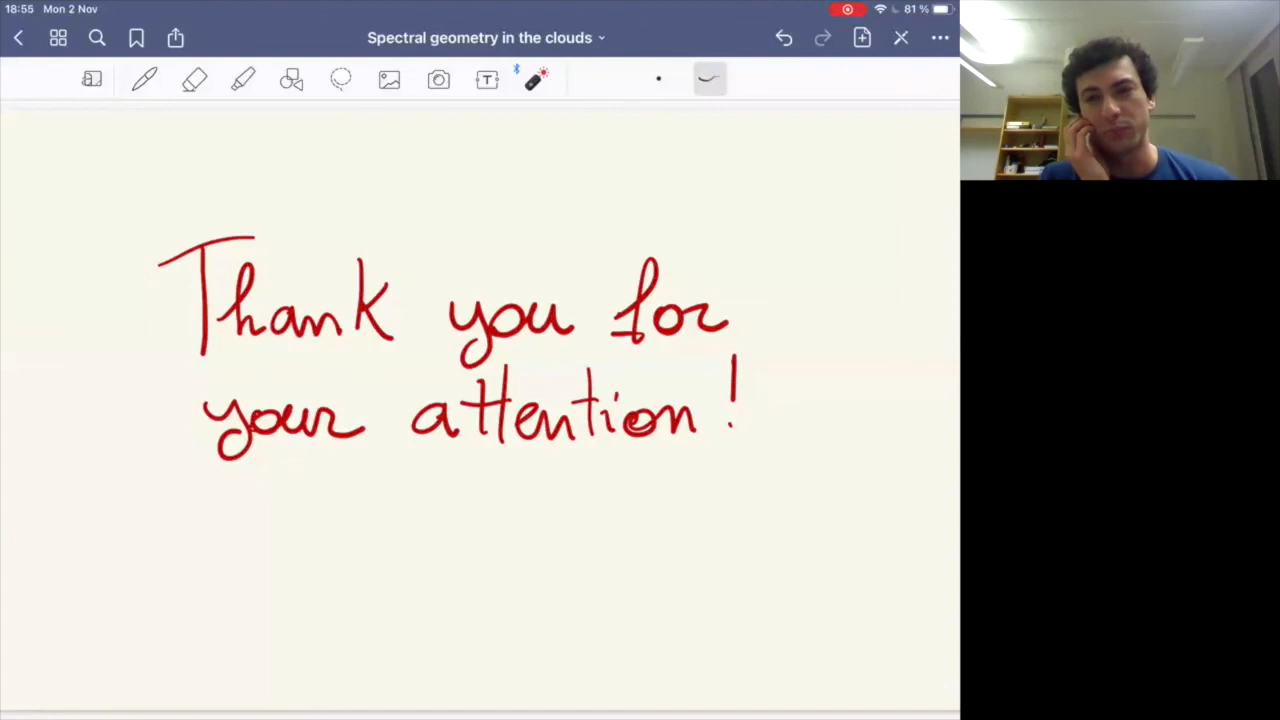 18:55 Mon 2 Nov
81 %
Spectral geometry in the clouds
T
Thank you for
your attention!